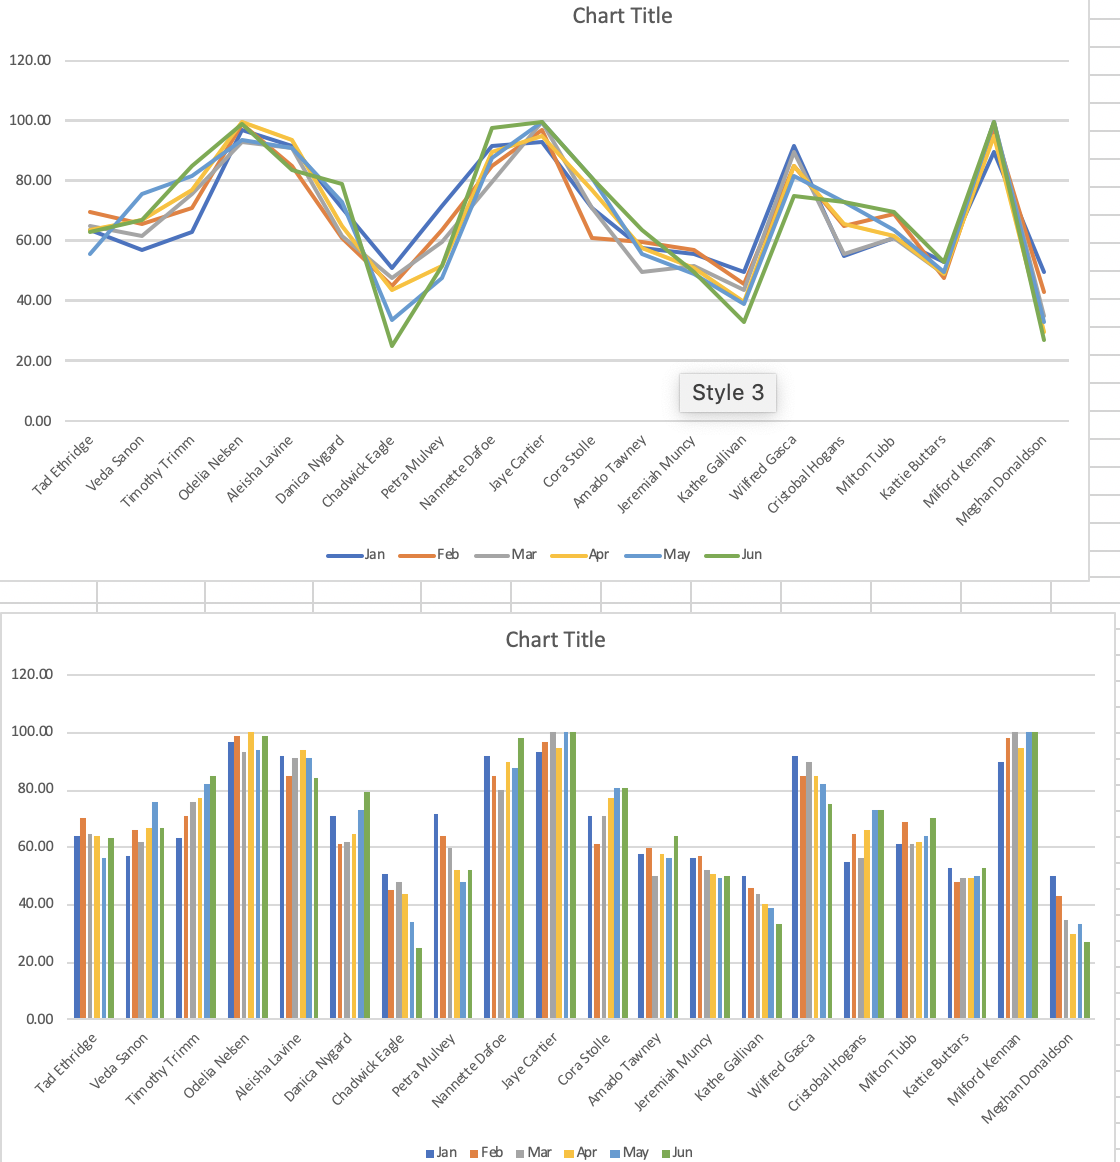 Chart Title
120.00
100.00
80.00
60.00
40.00
20.00
0.00
Style 3
Tad Ethridge
Veda Sanon
Timothy Trimm
Odelia Nelsen
Aleisha Lavine
Danica Nygard
Chadwick Eagle
Petra Mulvey
Nannette Dafoe
Jaye Cartier
Cora Stolle
Amado Tawney
Jeremiah Muncy
Kathe Gallivan
Wilfred Gasca
Cristobal Hogans
Milton Tubb
Kattie Buttars
Milford Kennan
Meghan Donaldson
Jan Feb Mar Apr May Jun
Chart Title
120.00
100.00
80.00
60.00
40.00
20.00
0.00
Tad Ethridge
Veda Sanon
Timothy Trimm
Odelia Nelsen
Aleisha Lavine
Danica Nygard
Chadwick Eagle
Petra Mulvey
Nannette Dafoe
Jaye Cartier
Cora Stolle
Amado Tawney
Jeremiah Muncy
Kathe Gallivan
Wilfred Gasca
Cristobal Hogans
Milton Tubb
Kattie Buttars
Milford Kennan
Meghan Donaldson
Jan Feb Mar Apr May Jun